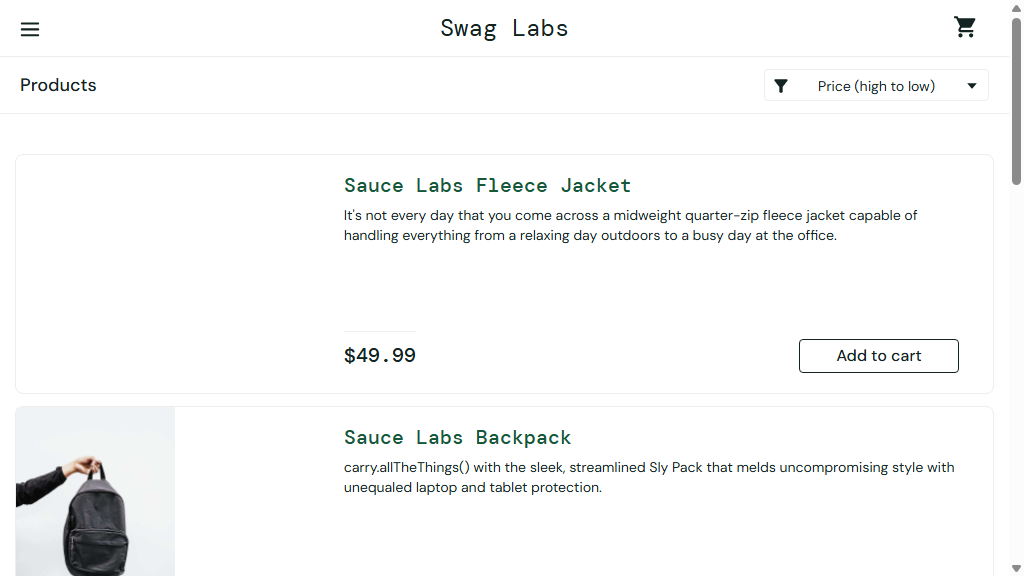 Swag Labs
Products
Price (high to low)
Sauce Labs Fleece Jacket
It's not every day that you come across a midweight quarter-zip fleece jacket capable of
handling everything from a relaxing day outdoors to a busy day at the office.
$49.99
Add to cart
Sauce Labs Backpack
carry.allTheThings() with the sleek, streamlined Sly Pack that melds uncompromising style with
unequaled laptop and tablet protection.